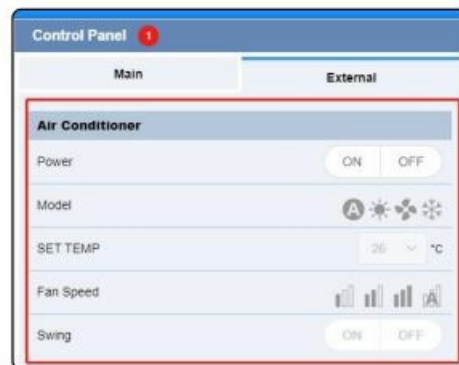 Control Panel 1
Main External
Air Conditioner
Power ON OFF
Model A
SET TEMP 26 °C
Fan Speed A
Swing ON OFF